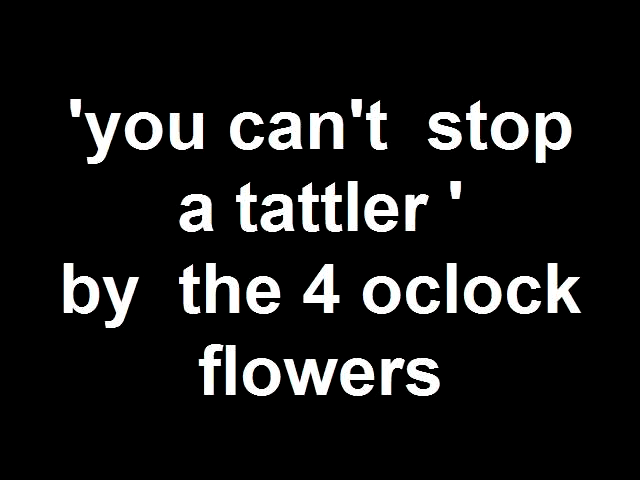 'you can't  stop
a tattler '
by  the 4 oclock
flowers